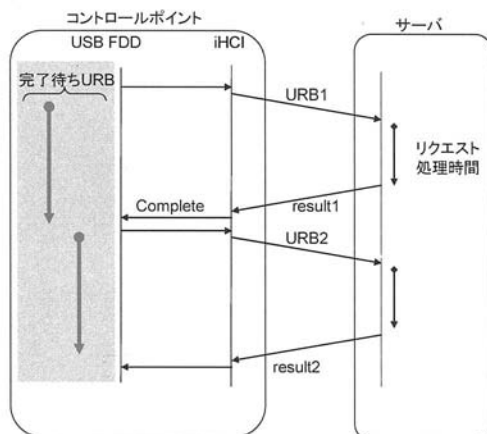 コントロールポイント
サーバ
USB FDD
iHCI
完了待ちURB
URB1
リクエスト
処理時間
Complete
result1
URB2
result2